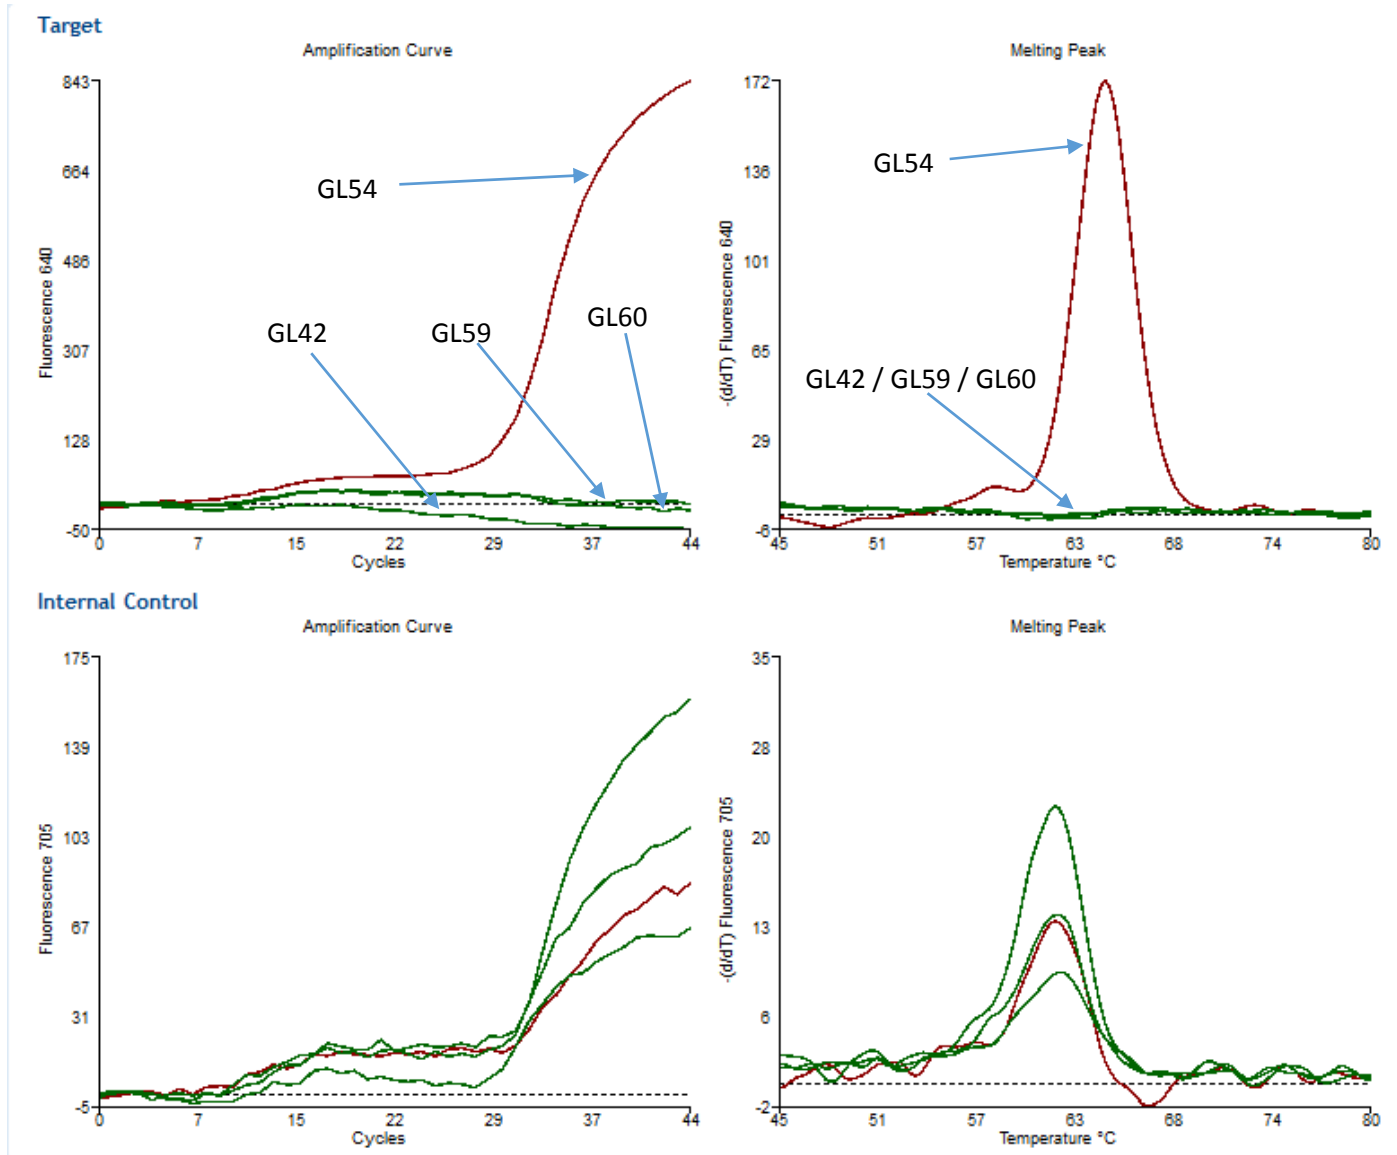 Target
Amplification Curve
Melting Peak
843
664
486
307
128
-50
Fluorescence 640
GL54
GL42
GL59
GL60
0 7 15 22 29 37 44
Cycles
172
136
101
65
29
-6
-(d/dT) Fluorescence 640
GL54
GL42 / GL59 / GL60
45 51 57 63 68 74 80
Temperature °C
Internal Control
Amplification Curve
Melting Peak
175
139
103
67
31
-5
Fluorescence 705
0 7 15 22 29 37 44
Cycles
35
28
20
13
6
-2
-(d/dT) Fluorescence 705
45 51 57 63 68 74 80
Temperature °C